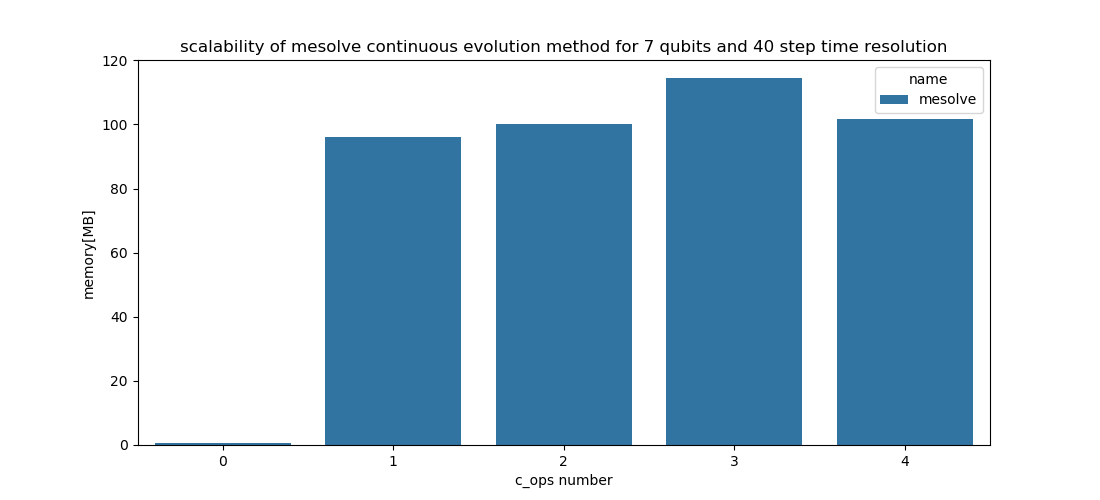 scalability of mesolve continuous evolution method for 7 qubits and 40 step time resolution
name
mesolve
120
100
80
60
40
20
0
memory[MB]
0 1 2 3 4
c_ops number